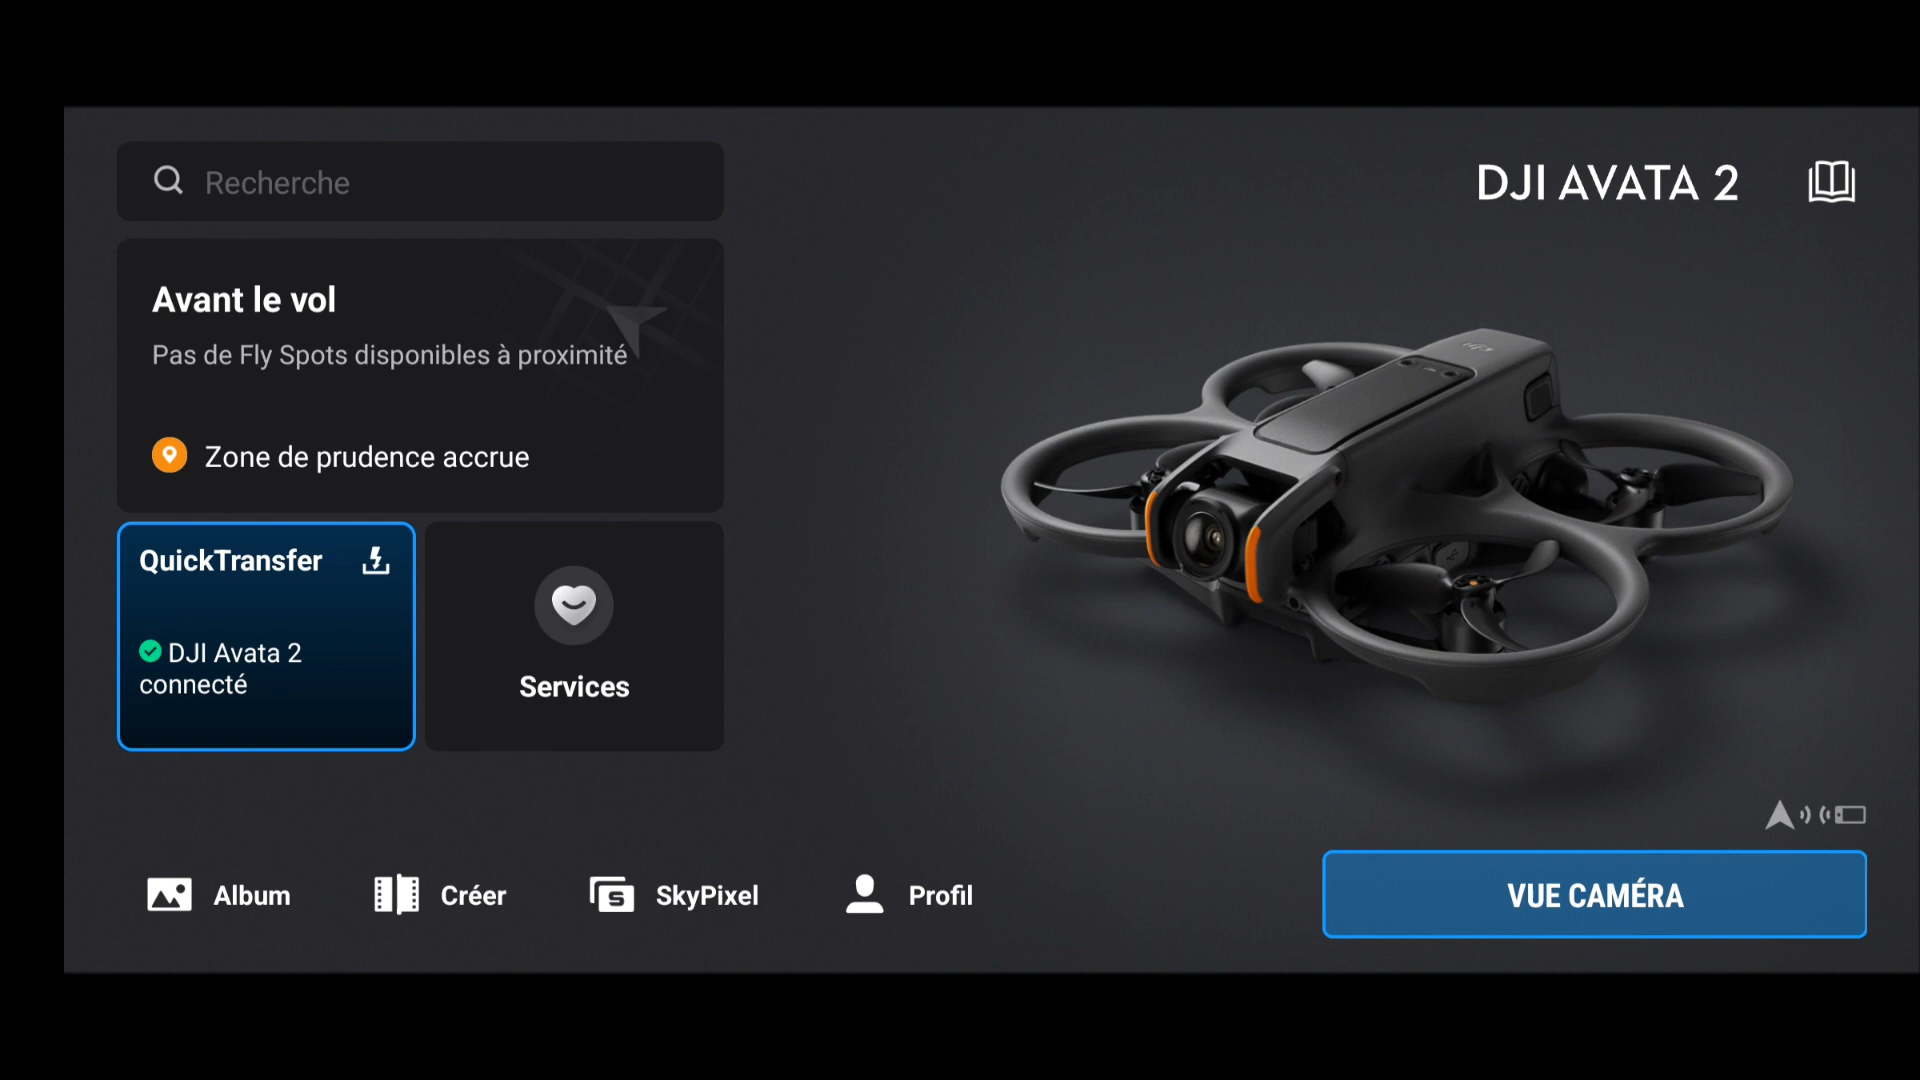 Recherche
DJI AVATA 2
Avant le vol
Pas de Fly Spots disponibles à proximité
Zone de prudence accrue
QuickTransfer
DJI Avata 2
connecté
Services
Album
Créer
SkyPixel
Profil
VUE CAMÉRA